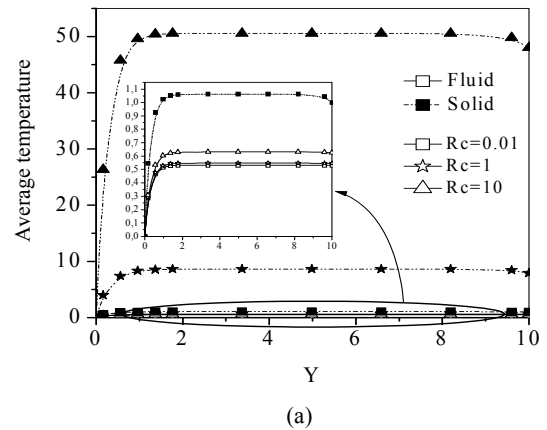 50
40
30
20
10
0
Average temperature
1,1
1,0
0,9
0,8
0,7
0,6
0,5
0,4
0,3
0,2
0,1
0,0
0 2 4 6 8 10
Fluid
Solid
Rc=0.01
Rc=1
Rc=10
0 2 4 6 8 10
Y
(a)